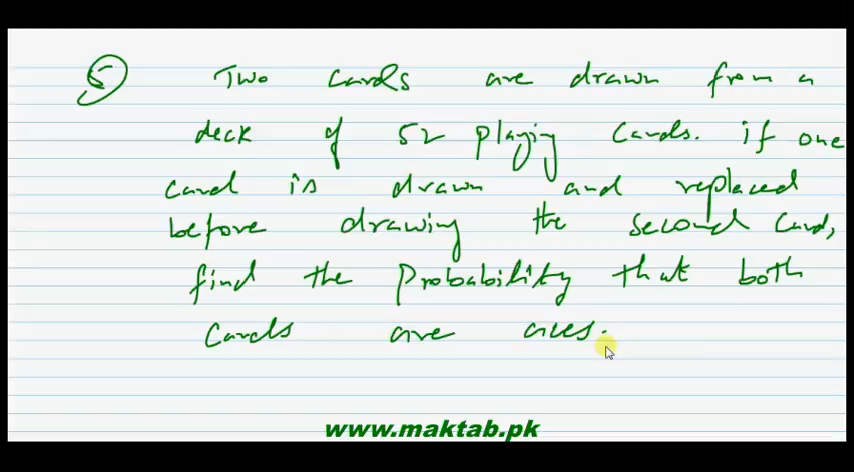 5
Two cards are drawn from a
deck of 52 playing cards. if one
card is drawn and replaced
before drawing the second card,
find the probability that both
cards are aces.
www.maktab.pk